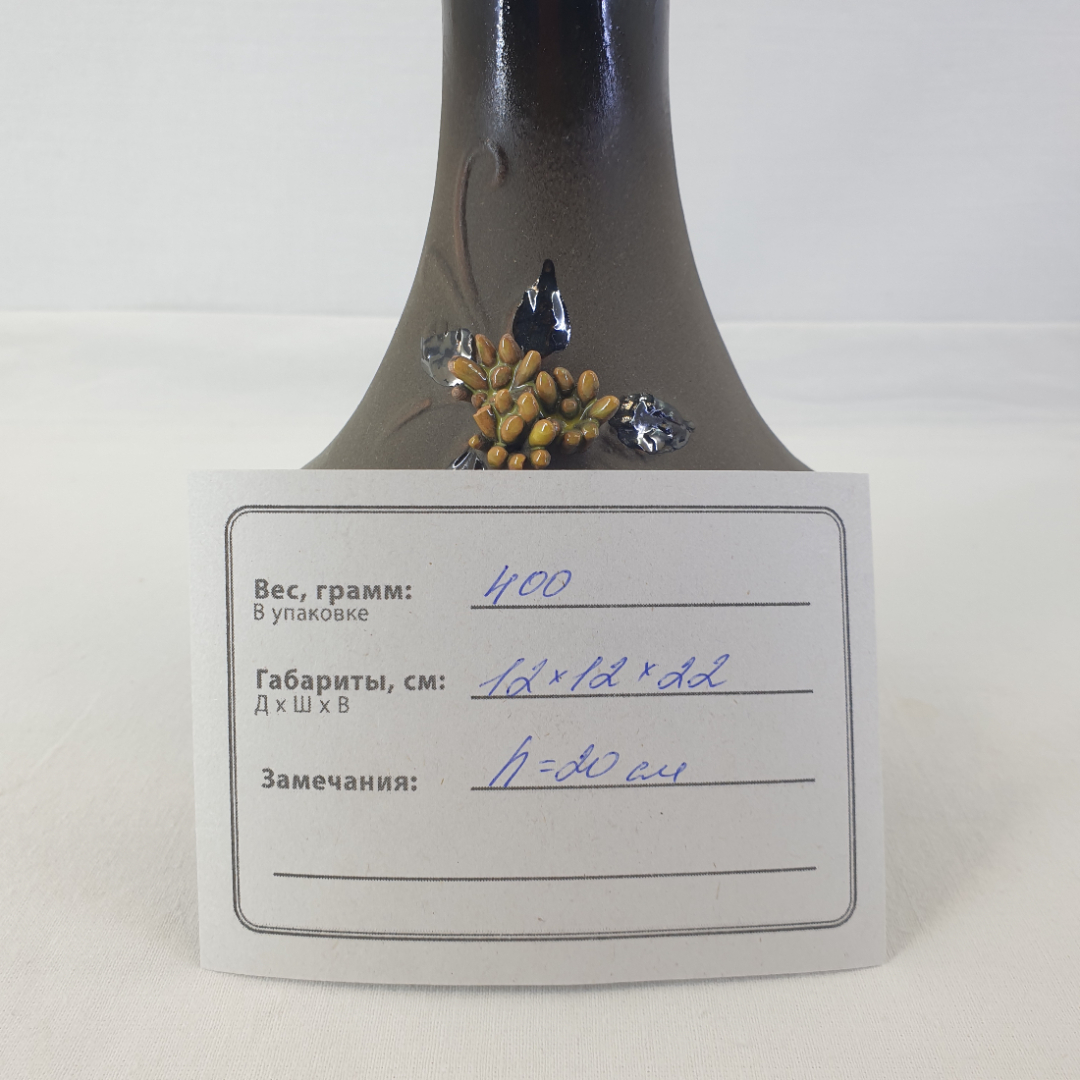 Вес, грамм: 400
В упаковке
Габариты, см: 12×12×22
Д х Ш х В
Замечания: h=20 см